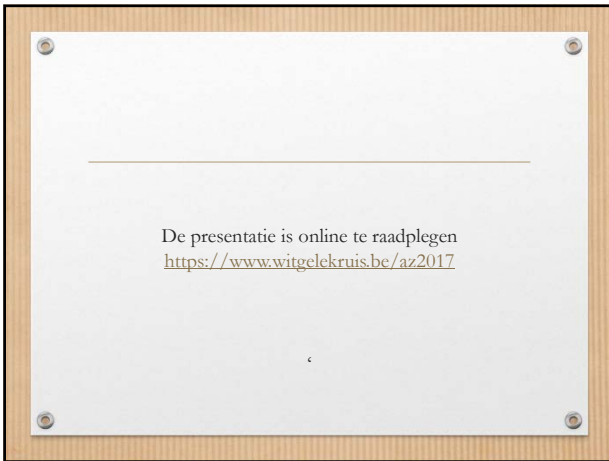 De presentatie is online te raadplegen
https://www.witgelekruis.be/az2017
‘